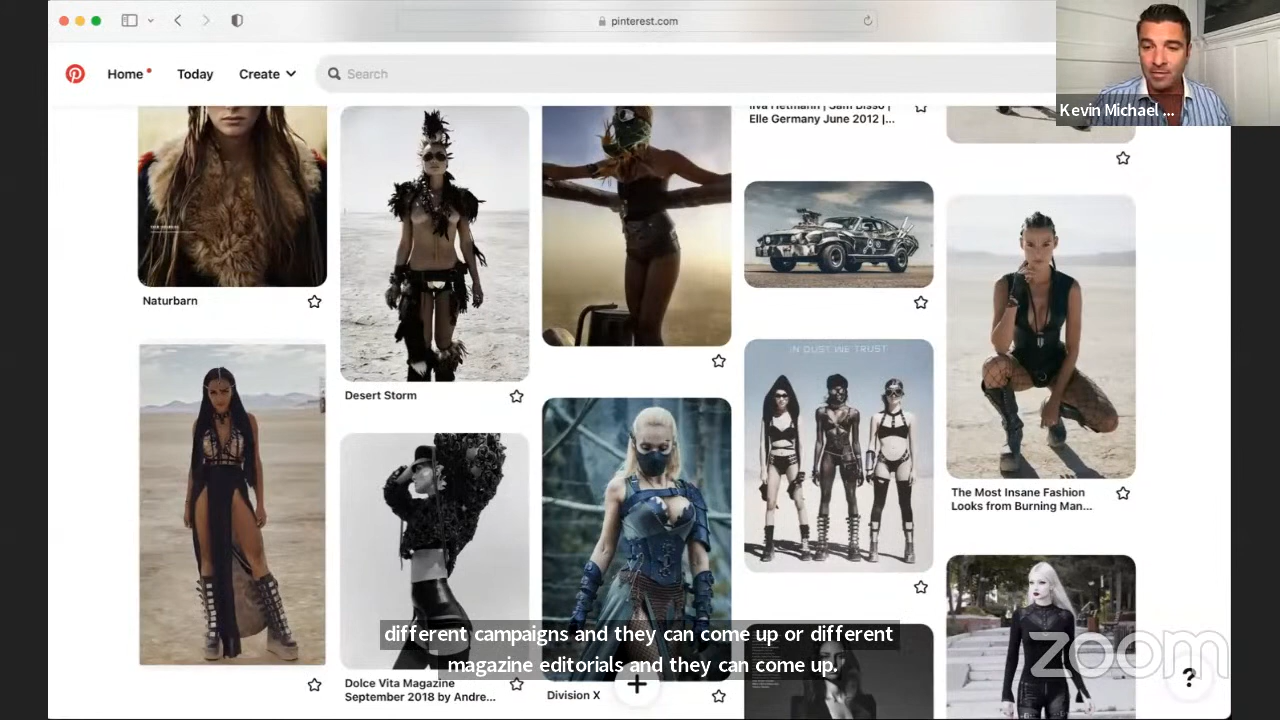 pinterest.com
Home
Today
Create
Search
Kevin Michael ...
Elle Germany June 2012 |...
Naturbarn
Desert Storm
IN DUST WE TRUST
The Most Insane Fashion
Looks from Burning Man...
different campaigns and they can come up or different
magazine editorials and they can come up.
Dolce Vita Magazine
September 2018 by Andre...
Division X
zoom
?